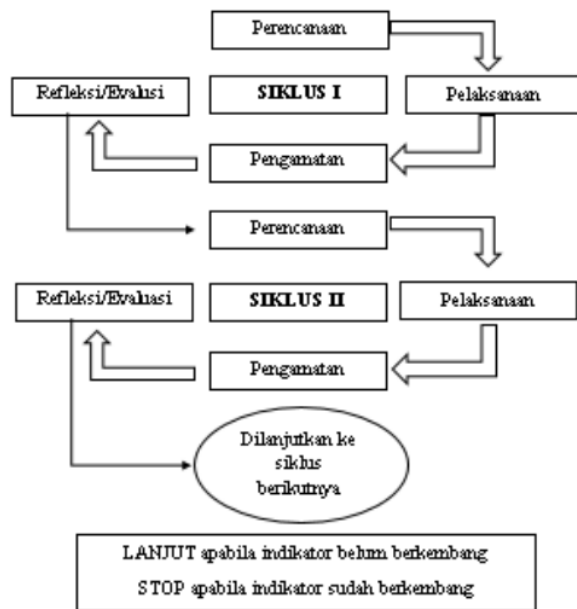 Perencanaan
Refleksi/Evalusi
SIKLUS I
Pelaksanaan
Pengamatan
Perencanaan
Refleksi/Evaluasi
SIKLUS II
Pelaksanaan
Pengamatan
Dilanjutkan ke
siklus
berikutnya
LANJUT apabila indikator belum berkembang
STOP apabila indikator sudah berkembang